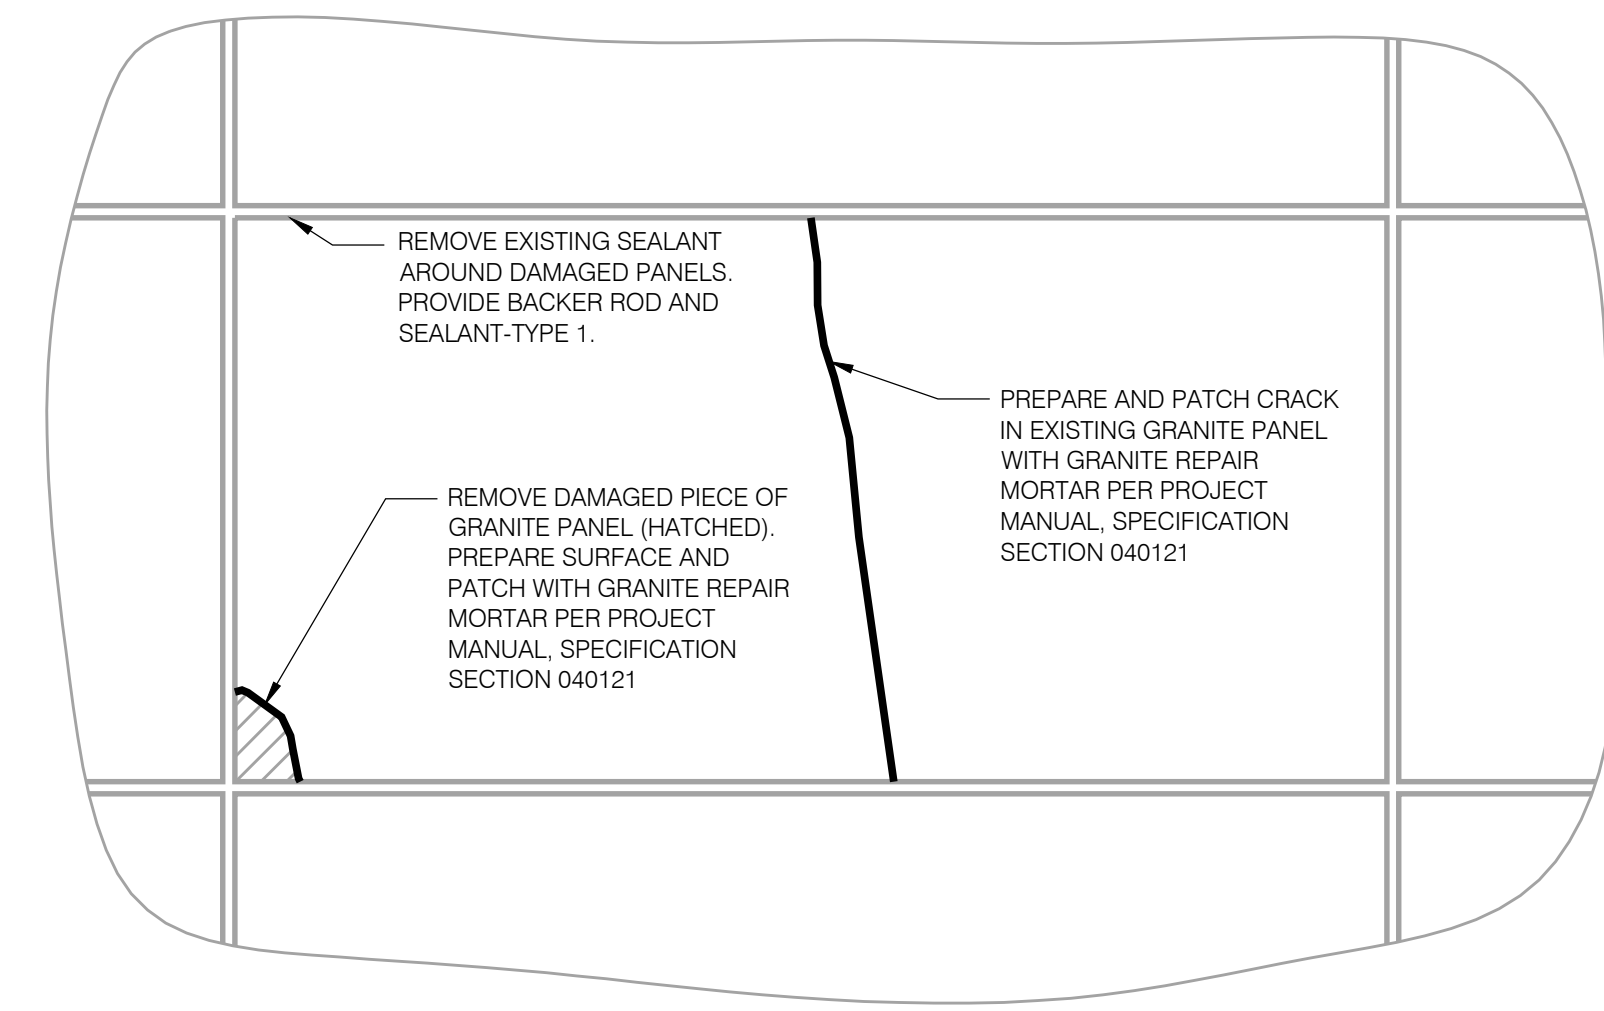 REMOVE EXISTING SEALANT
AROUND DAMAGED PANELS.
PROVIDE BACKER ROD AND
SEALANT-TYPE 1.
PREPARE AND PATCH CRACK
IN EXISTING GRANITE PANEL
WITH GRANITE REPAIR
MORTAR PER PROJECT
MANUAL, SPECIFICATION
SECTION 040121
REMOVE DAMAGED PIECE OF
GRANITE PANEL (HATCHED).
PREPARE SURFACE AND
PATCH WITH GRANITE REPAIR
MORTAR PER PROJECT
MANUAL, SPECIFICATION
SECTION 040121